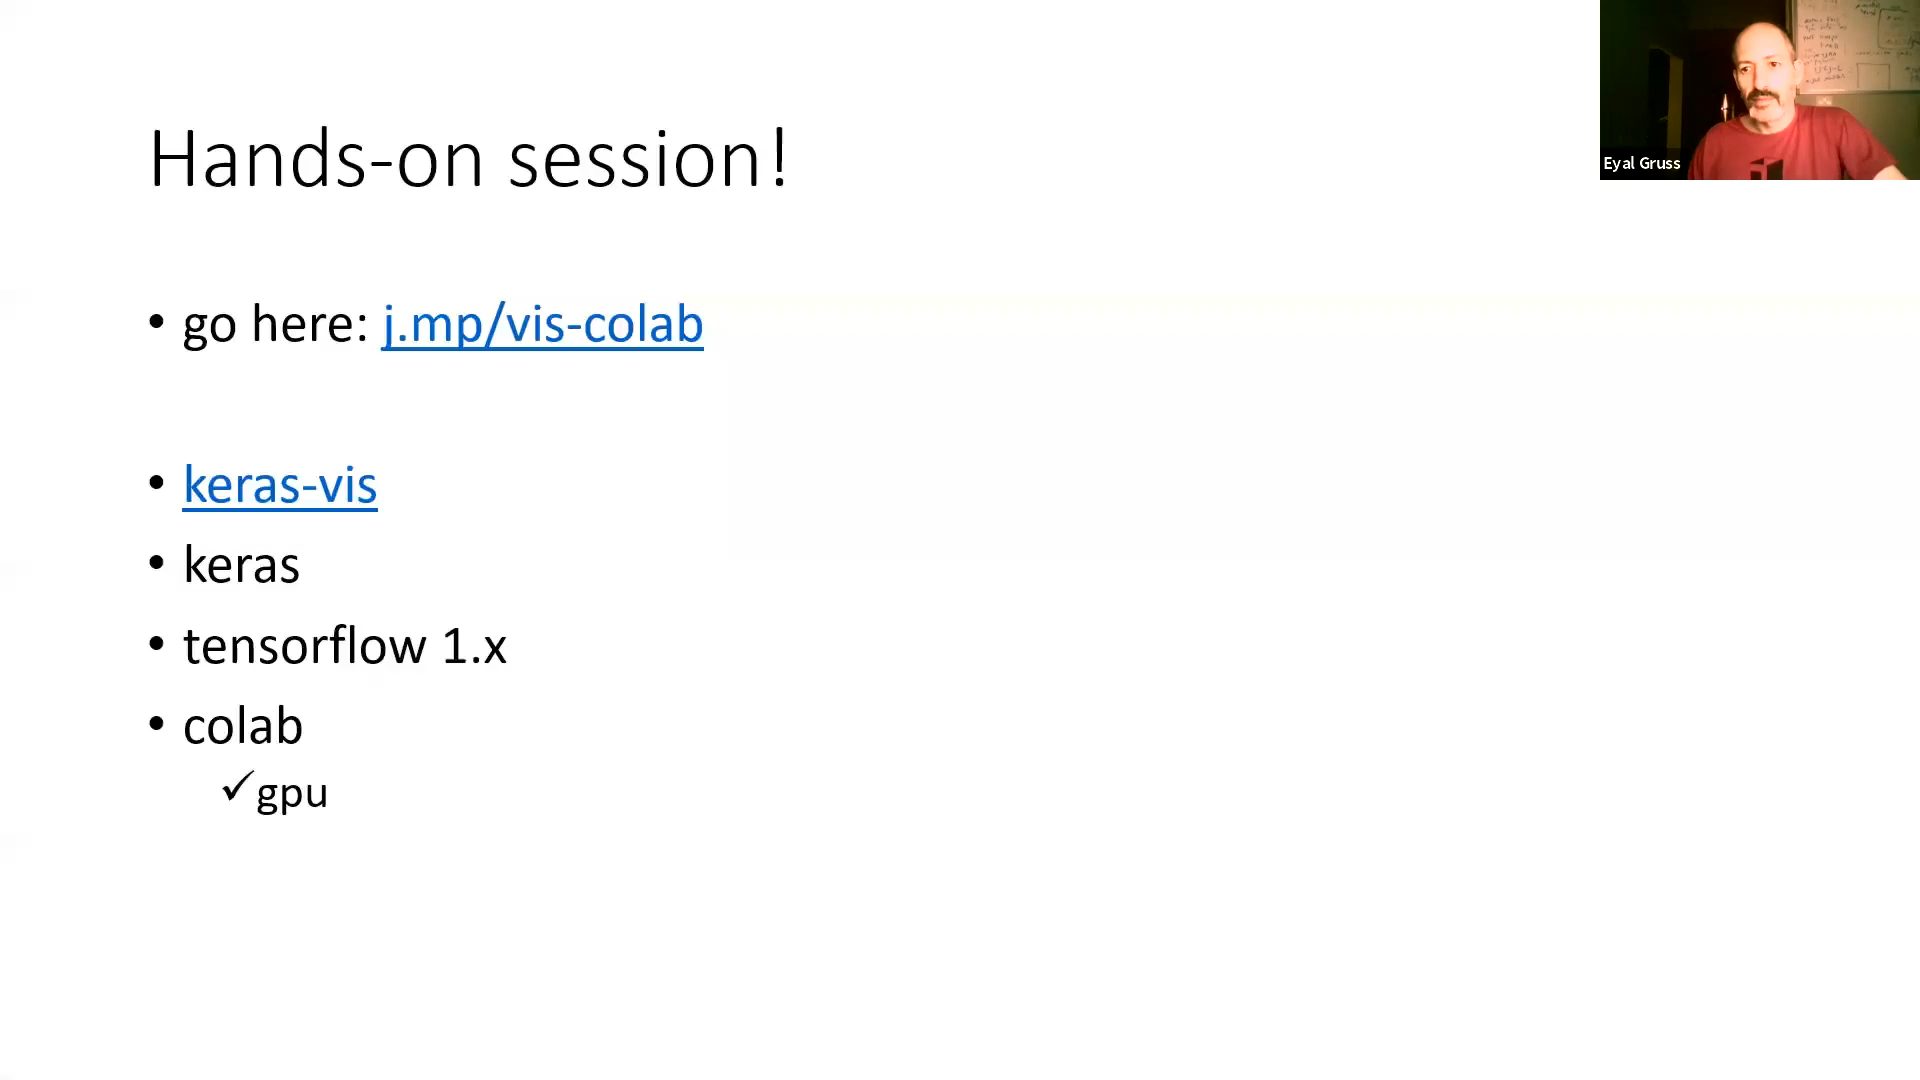 Hands-on session!
• go here: j.mp/vis-colab
• keras-vis
• keras
• tensorflow 1.x
• colab
✓gpu
Eyal Gruss